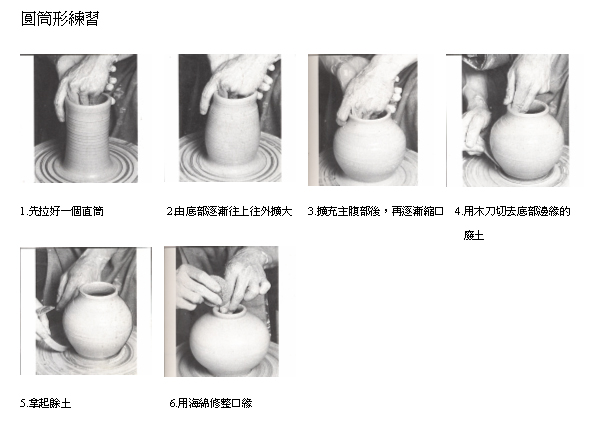 圓筒形練習
1.先拉好一個直筒
2由底部逐漸往上往外擴大
3.擴充主腹部後，再逐漸縮口
4.用木刀切去底部邊緣的
廢土
5.拿起餘土
6.用海綿修整口緣